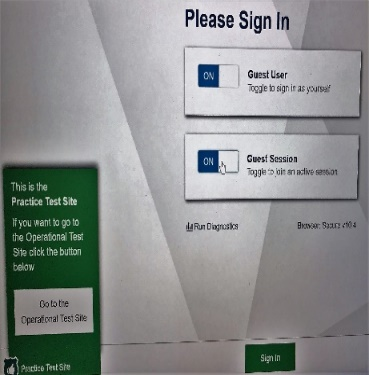 Please Sign In
ON
Guest User
Toggle to sign in as yourself
ON
Guest Session
Toggle to join an active session
This is the
Practice Test Site
If you want to go to
the Operational Test
Site click the button
below
Go to the
Operational Test Site
Run Diagnostics
Browser: Secure
Practice Test Site
Sign In